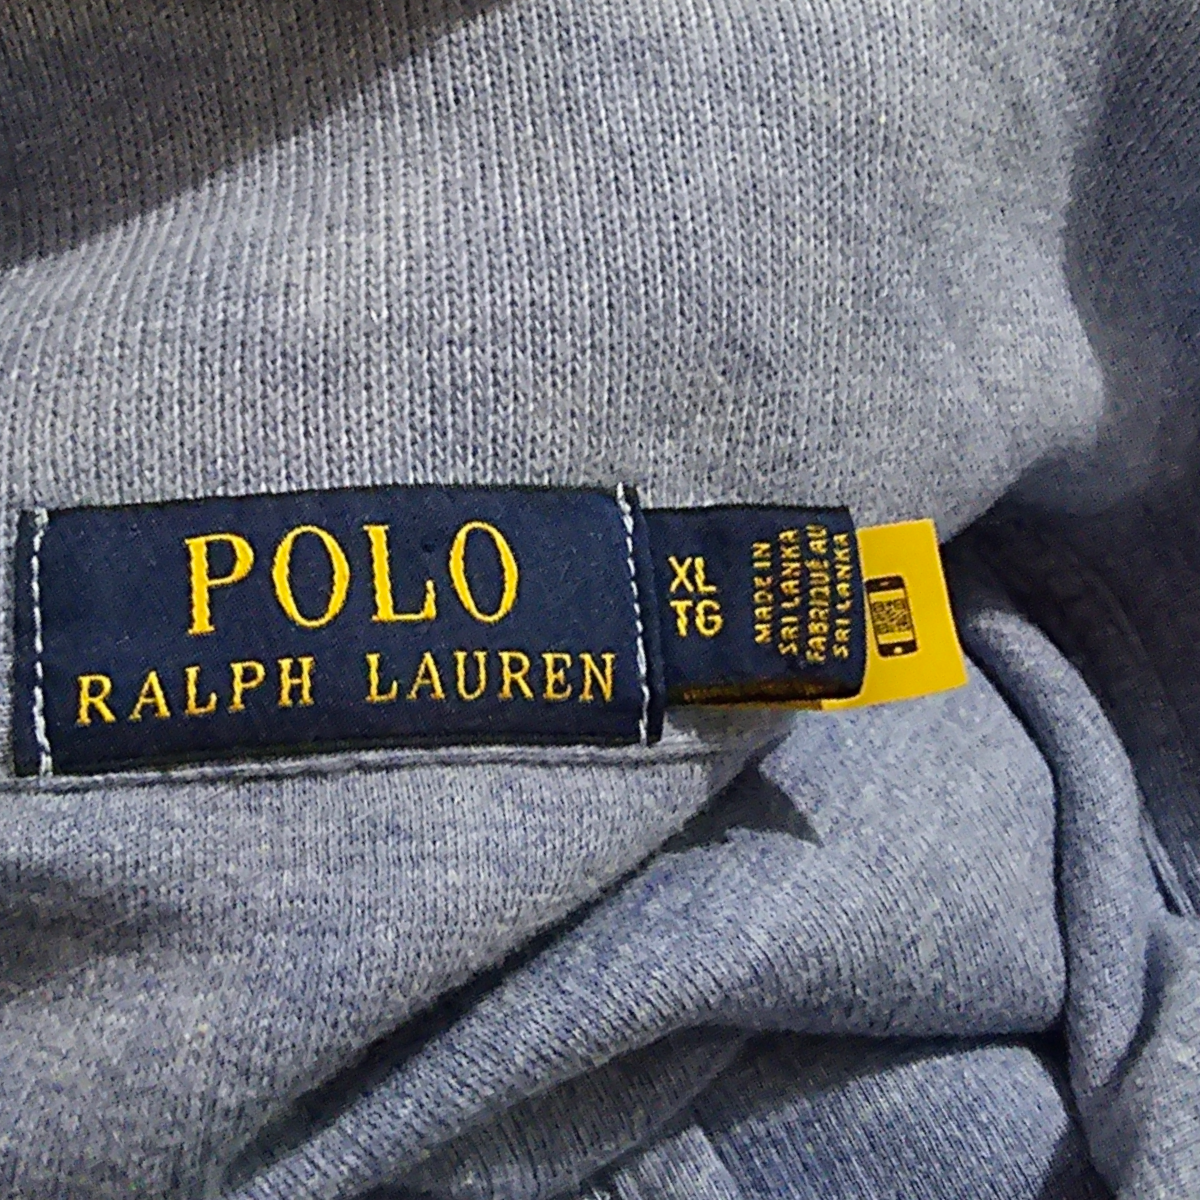 POLO
RALPH LAUREN
XL
TG
MADE IN
SRI LANKA
FABRIQUÉ AU
SRI LANKA